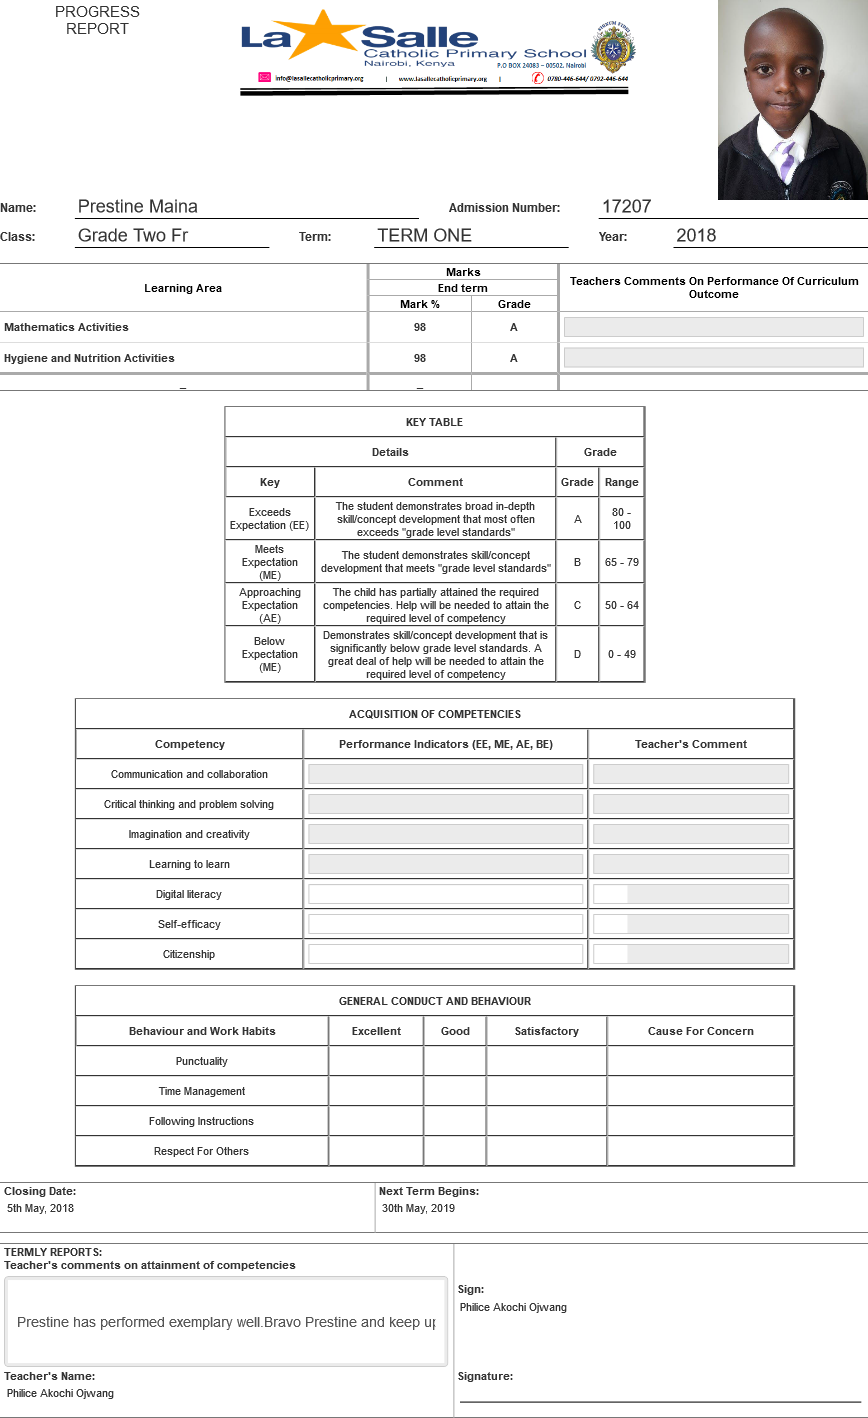 PROGRESS
REPORT
La Salle
Catholic Primary School
Nairobi, Kenya
P.O BOX 24083 – 00502, Nairobi
info@lasallecatholicprimary.org | www.lasallecatholicprimary.org | 0780-446-644/ 0792-446-644
Name: Prestine Maina Admission Number: 17207
Class: Grade Two Fr Term: TERM ONE Year: 2018
Learning Area Marks Teachers Comments On Performance Of Curriculum Outcome
End term
Mark % Grade
Mathematics Activities 98 A
Hygiene and Nutrition Activities 98 A
_ _
KEY TABLE
Details Grade
Key Comment Grade Range
Exceeds Expectation (EE) The student demonstrates broad in-depth skill/concept development that most often exceeds "grade level standards" A 80 - 100
Meets Expectation (ME) The student demonstrates skill/concept development that meets "grade level standards" B 65 - 79
Approaching Expectation (AE) The child has partially attained the required competencies. Help will be needed to attain the required level of competency C 50 - 64
Below Expectation (ME) Demonstrates skill/concept development that is significantly below grade level standards. A great deal of help will be needed to attain the required level of competency D 0 - 49
ACQUISITION OF COMPETENCIES
Competency Performance Indicators (EE, ME, AE, BE) Teacher's Comment
Communication and collaboration
Critical thinking and problem solving
Imagination and creativity
Learning to learn
Digital literacy
Self-efficacy
Citizenship
GENERAL CONDUCT AND BEHAVIOUR
Behaviour and Work Habits Excellent Good Satisfactory Cause For Concern
Punctuality
Time Management
Following Instructions
Respect For Others
Closing Date: Next Term Begins:
5th May, 2018 30th May, 2019
TERMLY REPORTS:
Teacher's comments on attainment of competencies
Prestine has performed exemplary well.Bravo Prestine and keep up
Sign:
Philice Akochi Ojwang
Teacher's Name: Signature:
Philice Akochi Ojwang